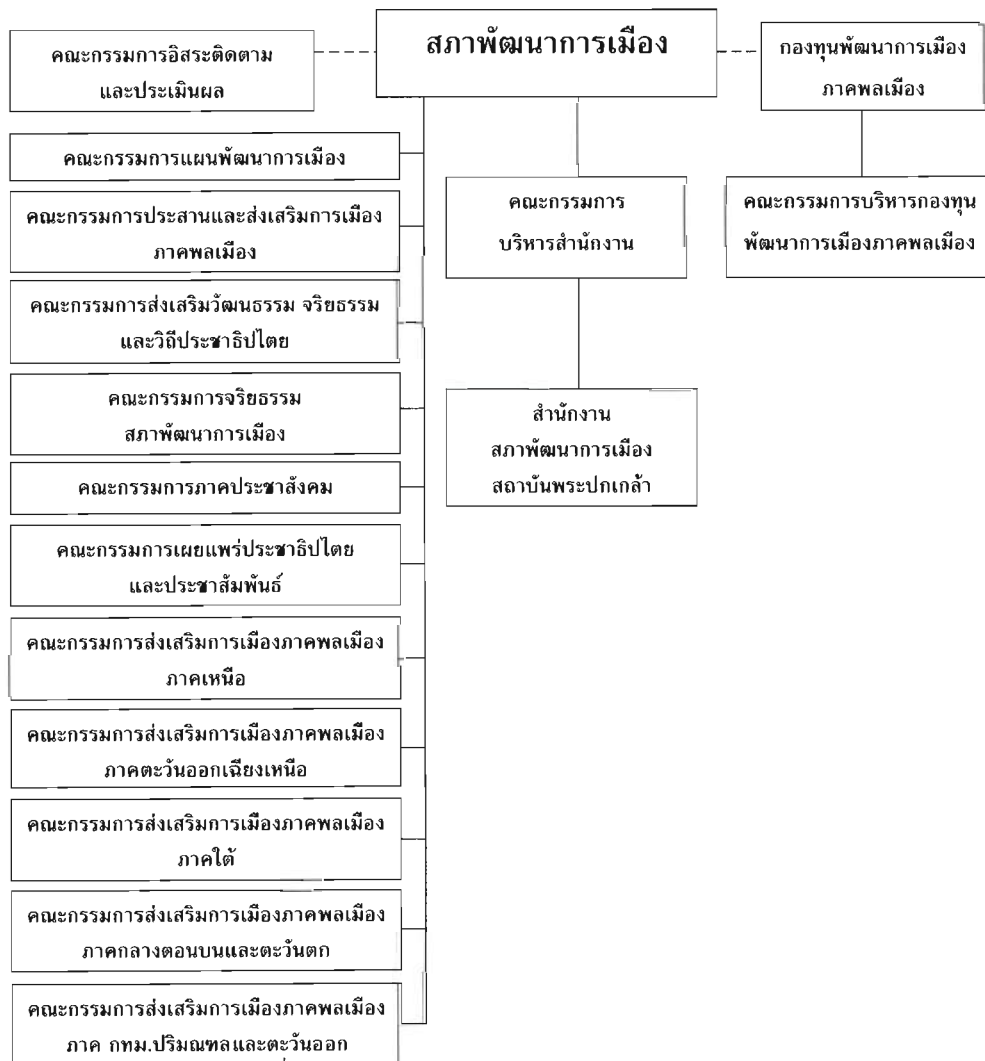 สภาพัฒนาการเมือง
คณะกรรมการอิสระติดตาม
และประเมินผล
กองทุนพัฒนาการเมือง
ภาคพลเมือง
คณะกรรมการแผนพัฒนาการเมือง
คณะกรรมการประสานและส่งเสริมการเมือง
ภาคพลเมือง
คณะกรรมการส่งเสริมวัฒนธรรม จริยธรรม
และวิถีประชาธิปไตย
คณะกรรมการจริยธรรม
สภาพัฒนาการเมือง
คณะกรรมการภาคประชาสังคม
คณะกรรมการเผยแพร่ประชาธิปไตย
และประชาสัมพันธ์
คณะกรรมการส่งเสริมการเมืองภาคพลเมือง
ภาคเหนือ
คณะกรรมการส่งเสริมการเมืองภาคพลเมือง
ภาคตะวันออกเฉียงเหนือ
คณะกรรมการส่งเสริมการเมืองภาคพลเมือง
ภาคใต้
คณะกรรมการส่งเสริมการเมืองภาคพลเมือง
ภาคกลางตอนบนและตะวันตก
คณะกรรมการส่งเสริมการเมืองภาคพลเมือง
ภาค กทม.ปริมณฑลและตะวันออก
คณะกรรมการ
บริหารสำนักงาน
สำนักงาน
สภาพัฒนาการเมือง
สถาบันพระปกเกล้า
คณะกรรมการบริหารกองทุน
พัฒนาการเมืองภาคพลเมือง